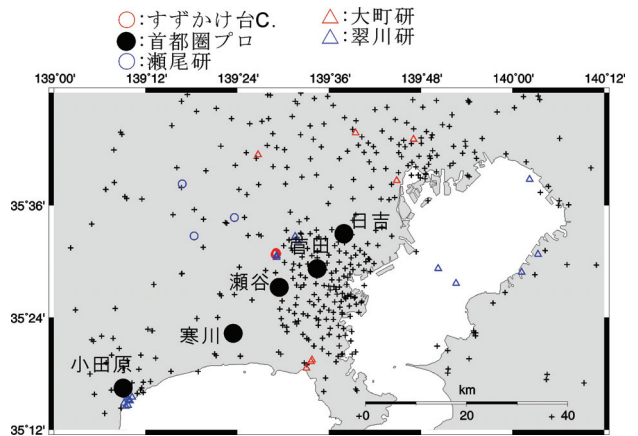 ○:すずかけ台C. △:大町研
●:首都圏プロ △:翠川研
○:瀬尾研
139°00' 139°12' 139°24' 139°36' 139°48' 140°00' 140°12'
35°36'
日吉
高田
瀬谷
35°24'
寒川
小田原
km
0 20 40
35°12'